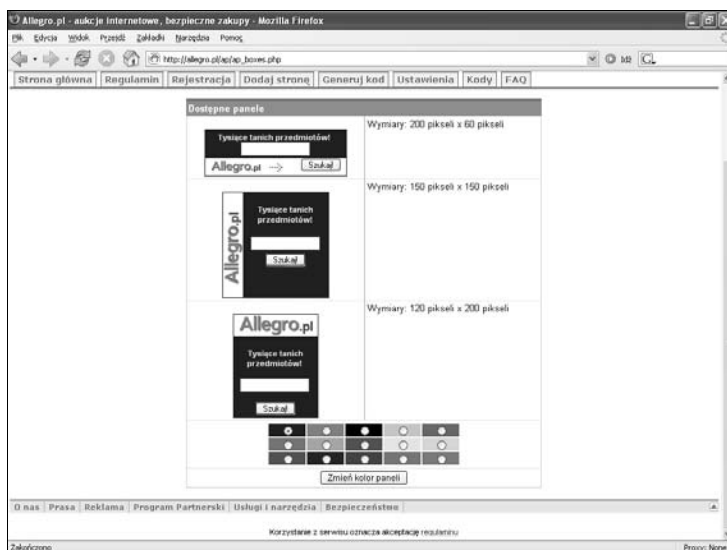 Allegro.pl - aukcje internetowe, bezpieczne zakupy - Mozilla Firefox
Plik Edycja Widok Przejdź Zakładki Narzędzia Pomoc
http://allegro.pl/ap/ap_boxes.php
Strona główna Regulamin Rejestracja Dodaj stronę Generuj kod Ustawienia Kody FAQ
Dostępne panele
Tysiące tanich przedmiotów!
Allegro.pl --> Szukaj!
Wymiary: 200 pikseli x 60 pikseli
Allegro.pl
Tysiące tanich
przedmiotów!
Szukaj!
Wymiary: 150 pikseli x 150 pikseli
Allegro.pl
Tysiące tanich
przedmiotów!
Szukaj!
Wymiary: 120 pikseli x 200 pikseli
Zmień kolor paneli
O nas Prasa Reklama Program Partnerski Usługi i narzędzia Bezpieczeństwo
Korzystanie z serwisu oznacza akceptację regulaminu
Zakończono Proxy: None